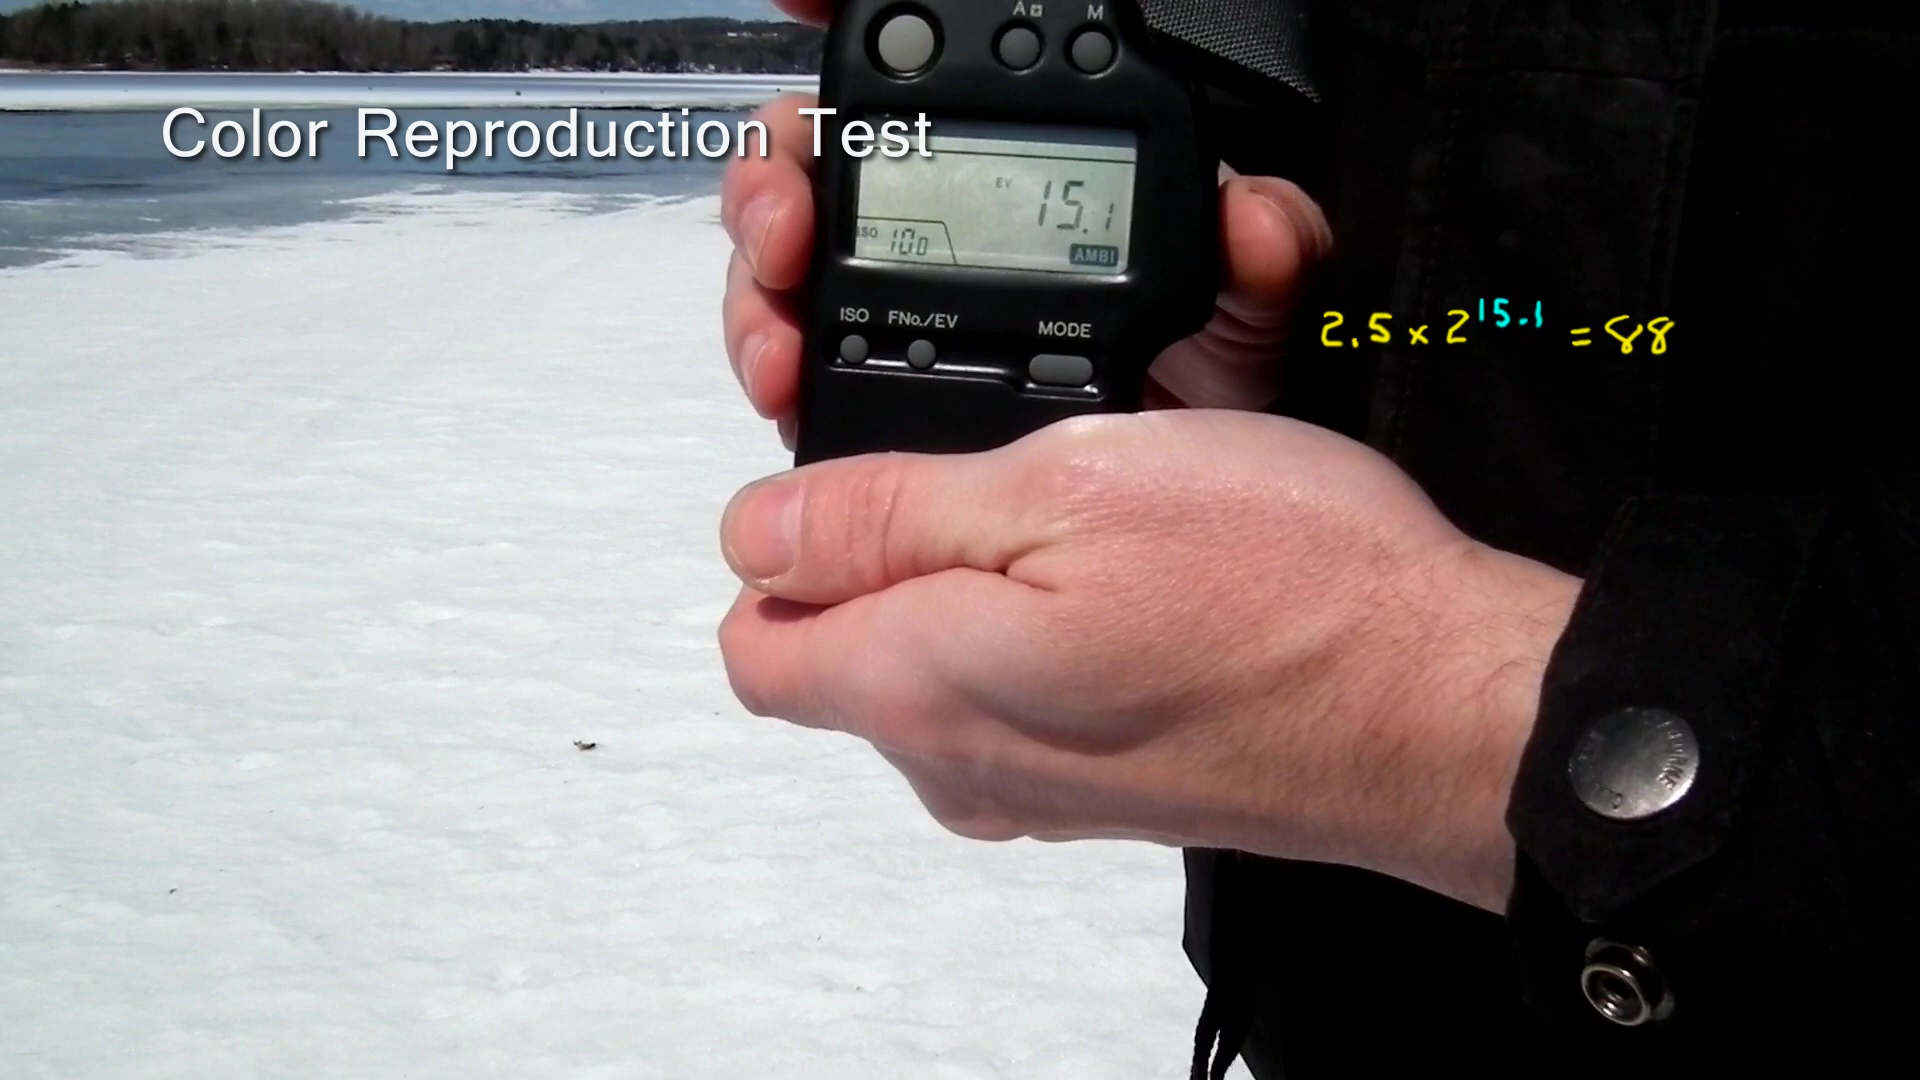 A M
Color Reproduction Test
EV 15.1
ISO 100
AMBI
ISO FNo./EV MODE
2.5 x 2^15.1 = 88